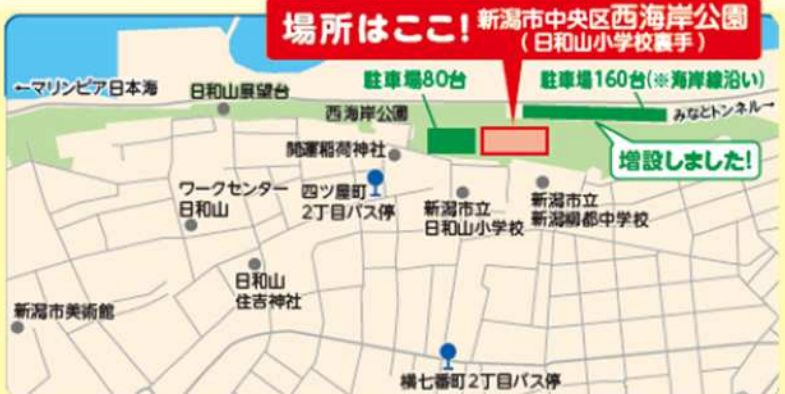 場所はここ!
新潟市中央区西海岸公園
(日和山小学校裏手)
←マリンピア日本海
日和山展望台
駐車場80台
駐車場160台(※海岸線沿い)
西海岸公園
みなとトンネル→
開運稲荷神社
増設しました!
ワークセンター
日和山
四ツ屋町
2丁目バス停
新潟市立
日和山小学校
新潟市立
新潟柳都中学校
日和山
住吉神社
新潟市美術館
横七番町2丁目バス停